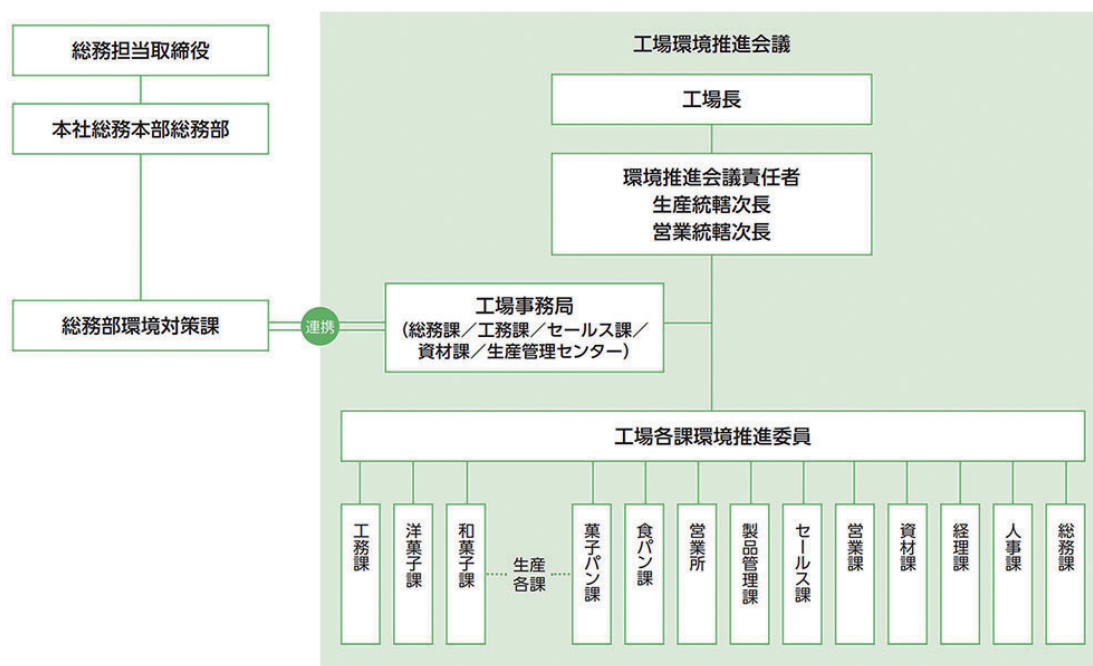 総務担当取締役
本社総務本部総務部
総務部環境対策課
連携
工場環境推進会議
工場長
環境推進会議責任者
生産統轄次長
営業統轄次長
工場事務局
（総務課／工務課／セールス課／
資材課／生産管理センター）
工場各課環境推進委員
工務課
洋菓子課
和菓子課
生産
各課
菓子パン課
食パン課
営業所
製品管理課
セールス課
営業課
資材課
経理課
人事課
総務課